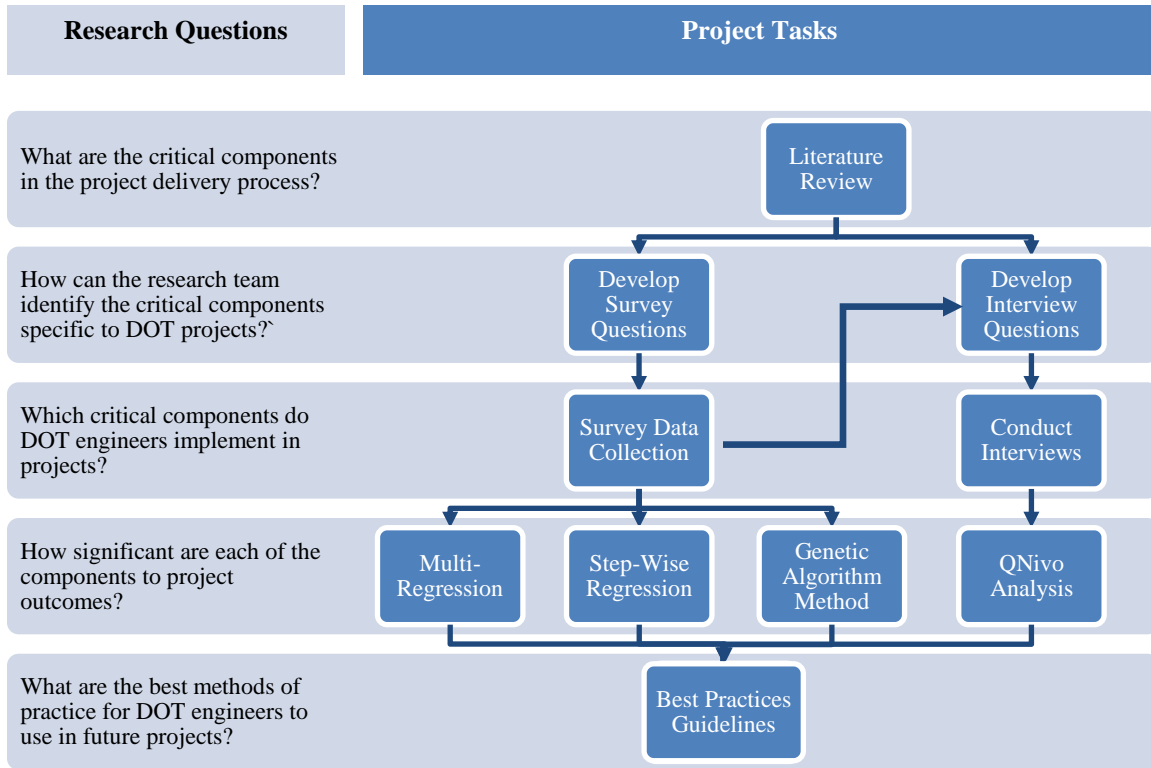 Research Questions
Project Tasks
What are the critical components
in the project delivery process?
Literature
Review
How can the research team
identify the critical components
specific to DOT projects?`
Develop
Survey
Questions
Develop
Interview
Questions
Which critical components do
DOT engineers implement in
projects?
Survey Data
Collection
Conduct
Interviews
How significant are each of the
components to project
outcomes?
Multi-
Regression
Step-Wise
Regression
Genetic
Algorithm
Method
QNivo
Analysis
What are the best methods of
practice for DOT engineers to
use in future projects?
Best Practices
Guidelines